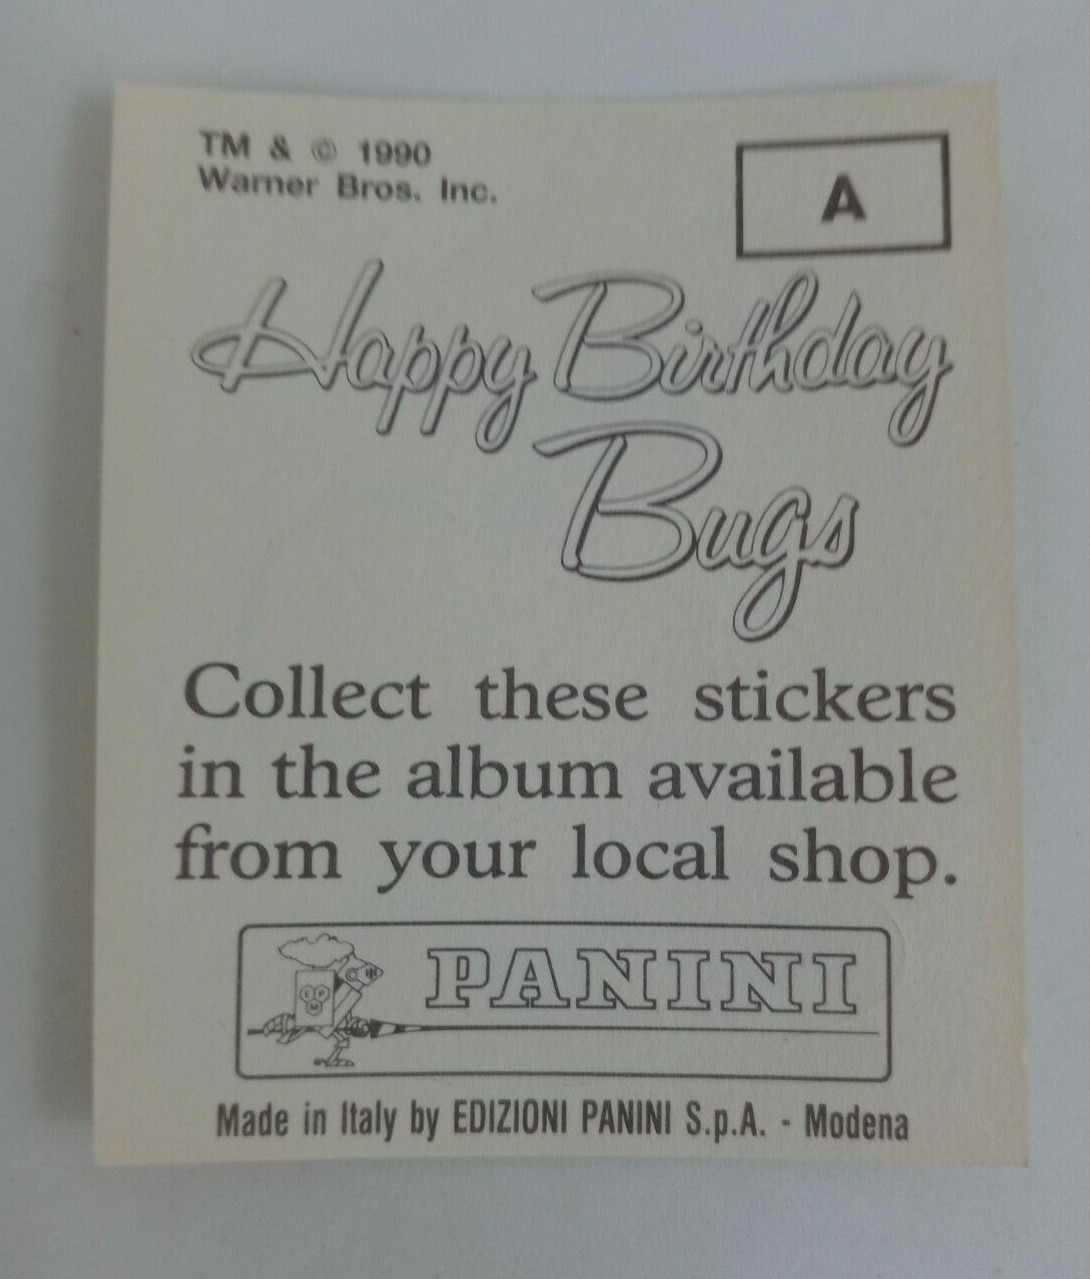 TM & © 1990
Warner Bros. Inc.
A
Happy Birthday
Bugs
Collect these stickers
in the album available
from your local shop.
E P
M
PANINI
Made in Italy by EDIZIONI PANINI S.p.A. - Modena